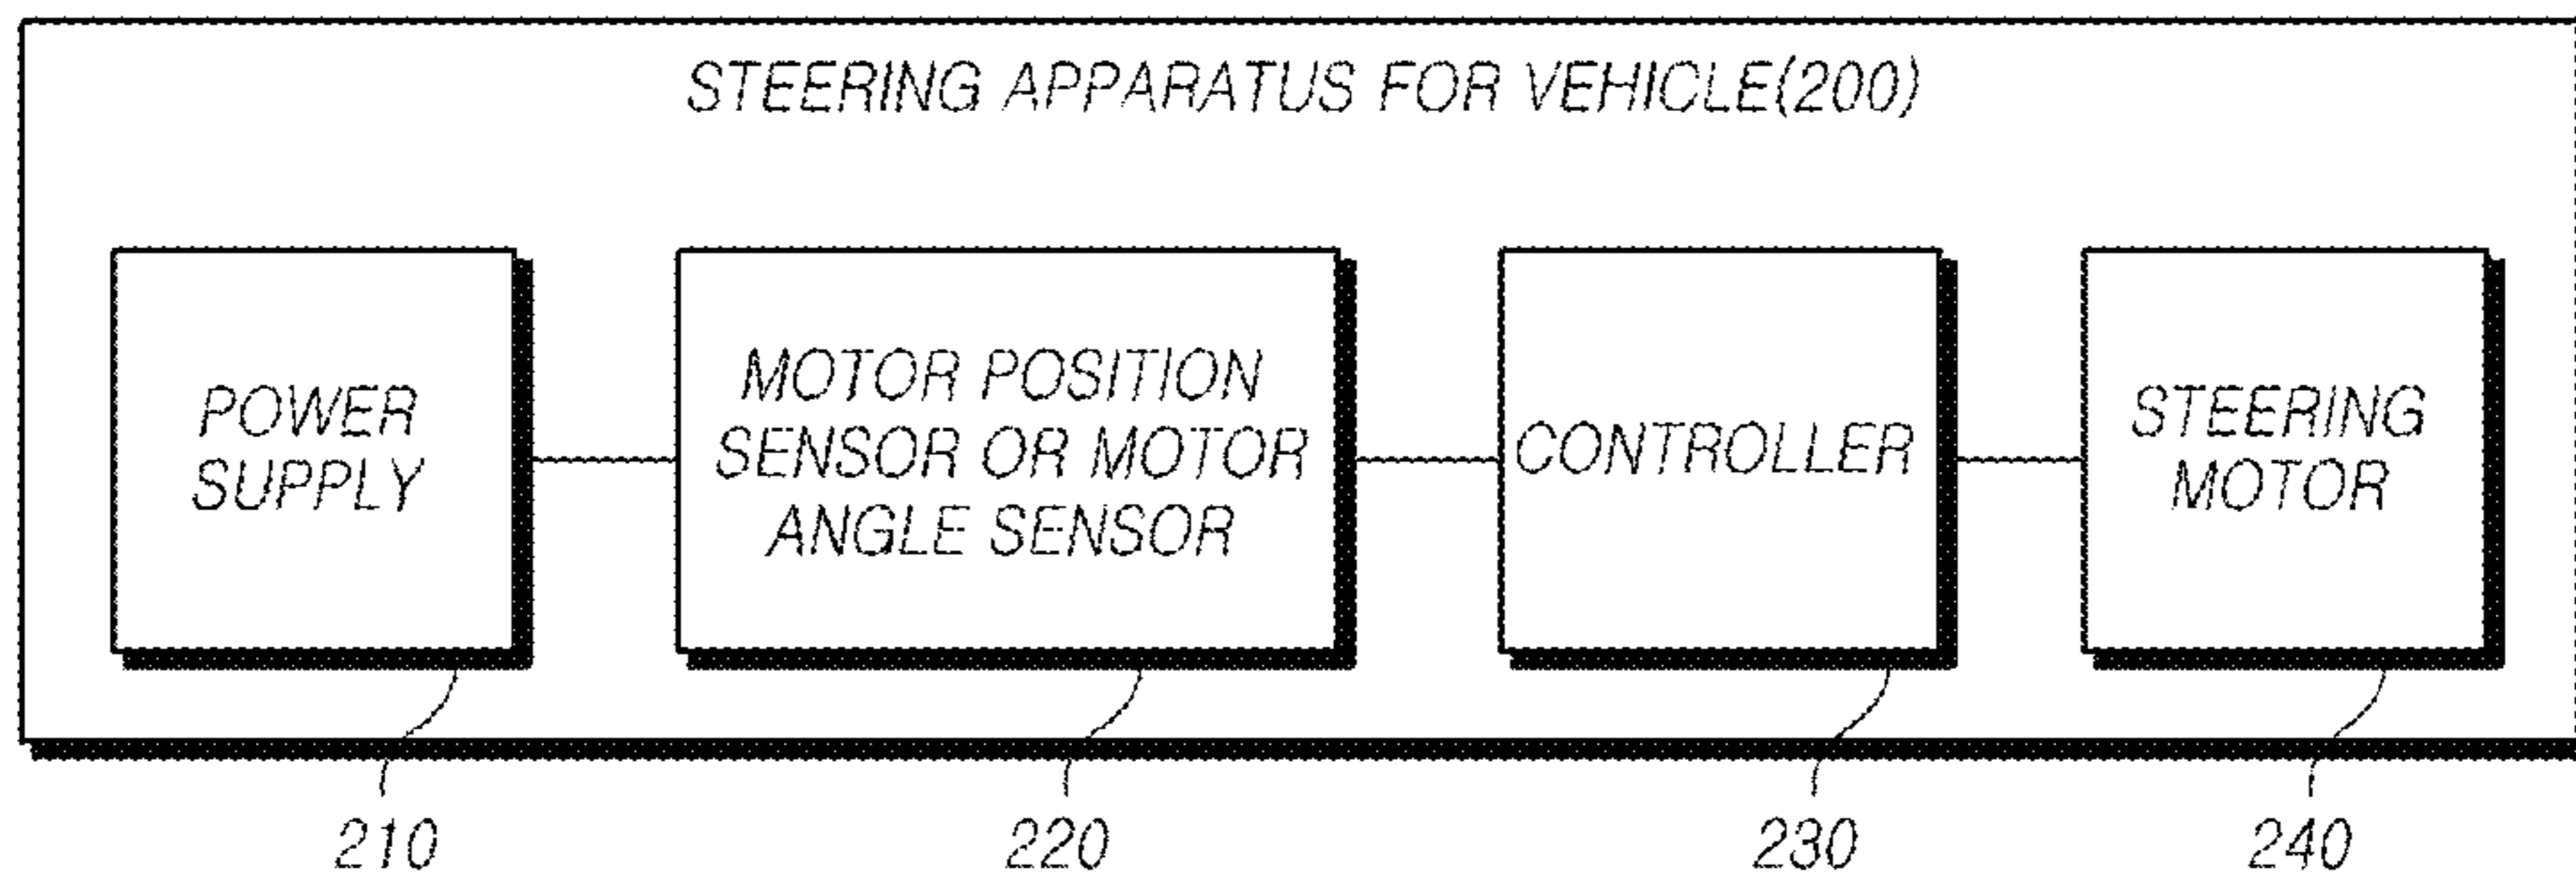 STEERING APPARATUS FOR VEHICLE(200)
POWER
SUPPLY
MOTOR POSITION
SENSOR OR MOTOR
ANGLE SENSOR
CONTROLLER
STEERING
MOTOR
210
220
230
240